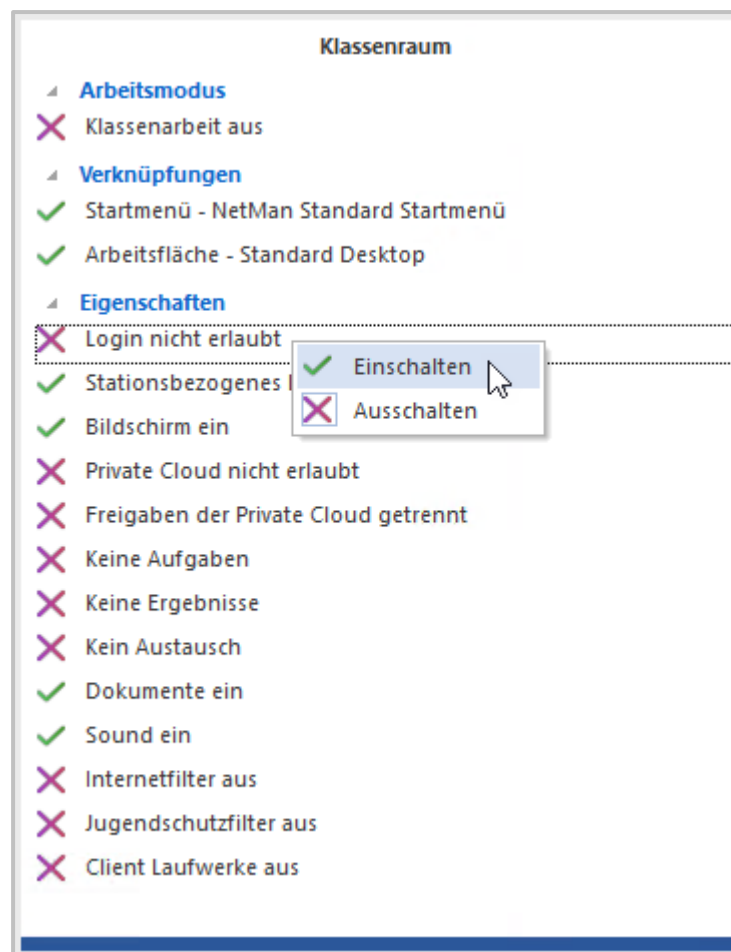 Klassenraum
Arbeitsmodus
Klassenarbeit aus
Verknüpfungen
Startmenü - NetMan Standard Startmenü
Arbeitsfläche - Standard Desktop
Eigenschaften
Login nicht erlaubt
Einschalten
Stationsbezogenes
Ausschalten
Bildschirm ein
Private Cloud nicht erlaubt
Freigaben der Private Cloud getrennt
Keine Aufgaben
Keine Ergebnisse
Kein Austausch
Dokumente ein
Sound ein
Internetfilter aus
Jugendschutzfilter aus
Client Laufwerke aus